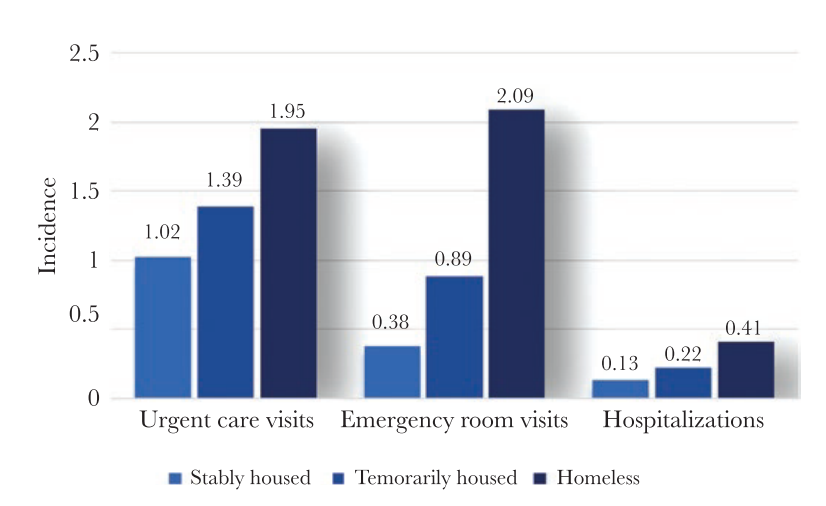 2.5
2
1.5
1
0.5
0
Incidence
1.02
1.39
1.95
0.38
0.89
2.09
0.13
0.22
0.41
Urgent care visits
Emergency room visits
Hospitalizations
Stably housed
Temorarily housed
Homeless